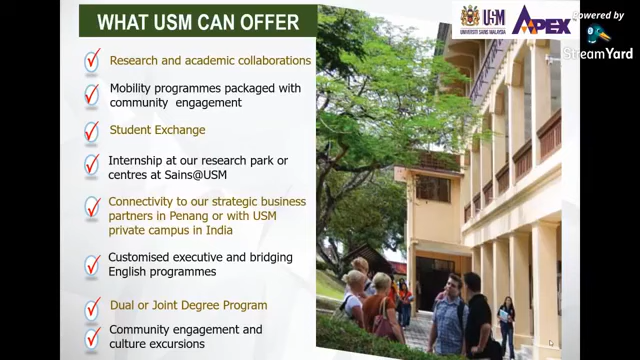 WHAT USM CAN OFFER
USM
UNIVERSITI SAINS MALAYSIA
APEX
Powered by
StreamYard
Research and academic collaborations
Mobility programmes packaged with
community engagement
Student Exchange
Internship at our research park or
centres at Sains@USM
Connectivity to our strategic business
partners in Penang or with USM
private campus in India
Customised executive and bridging
English programmes
Dual or Joint Degree Program
Community engagement and
culture excursions